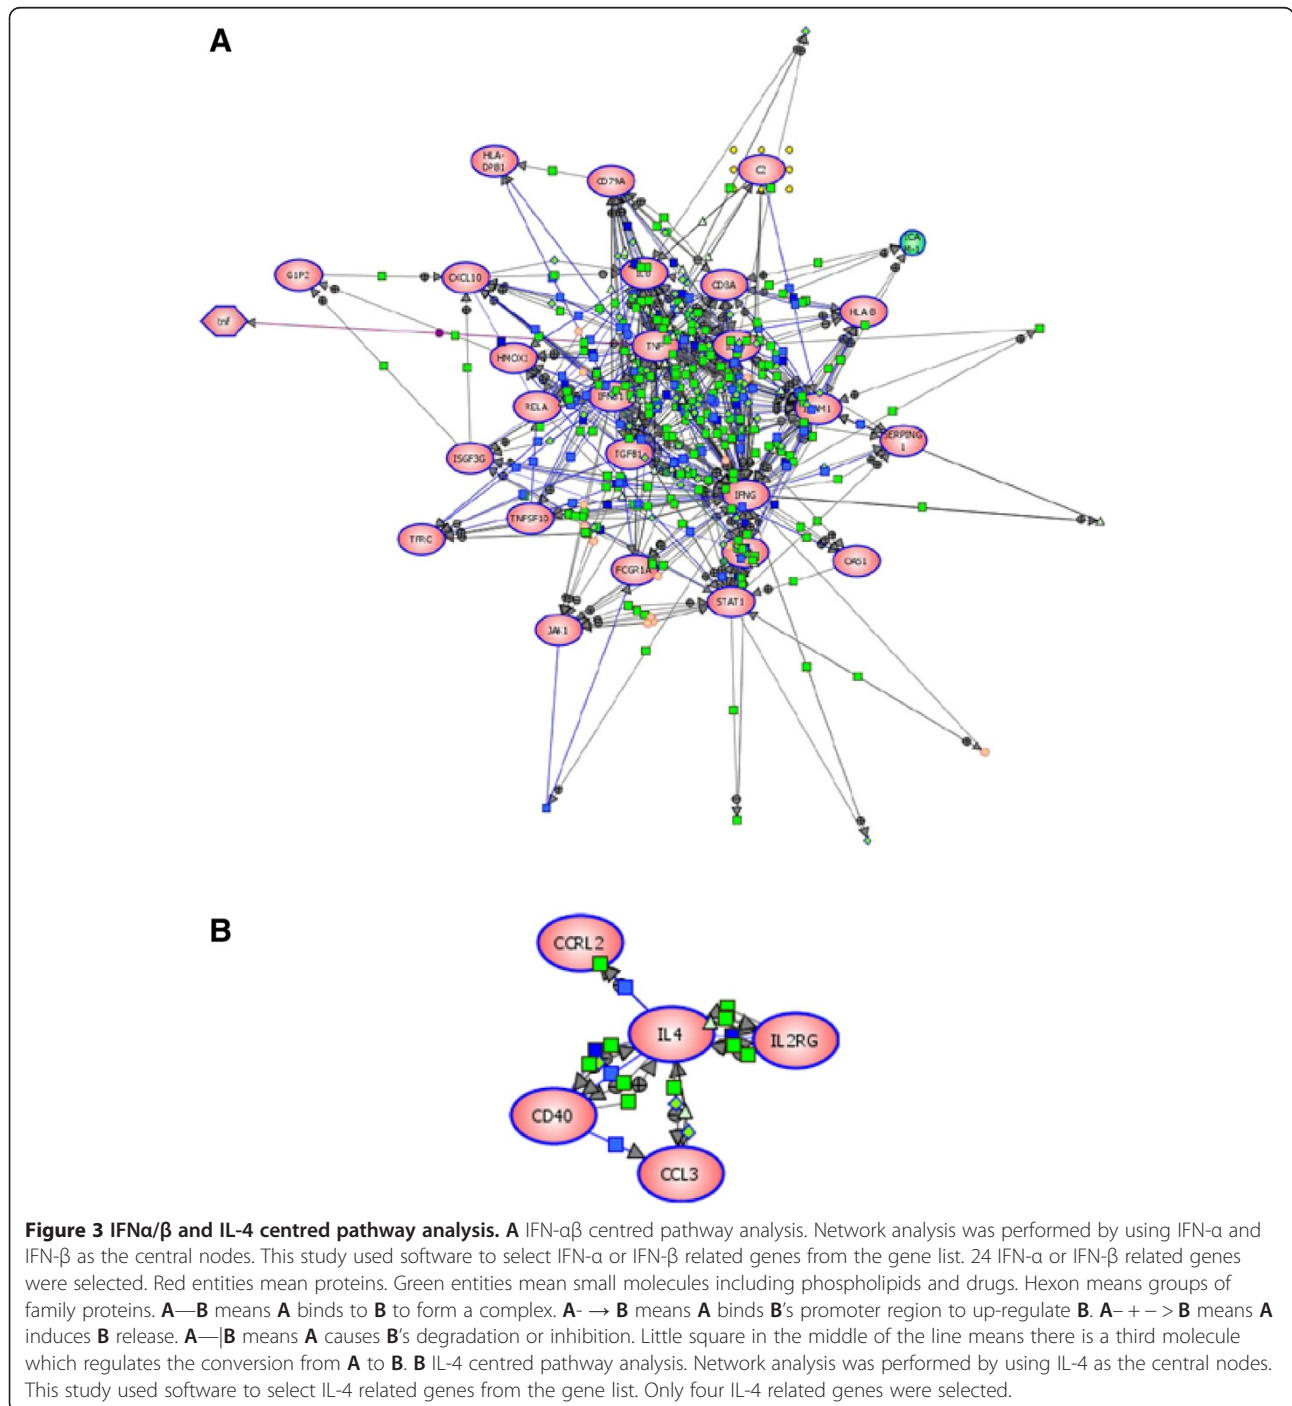 A
HLA-
DPB1
CD79A
C2
G1P2
CXCL10
CD8A
HLA-B
tnf
TNF
HMOX1
RELA
ISGF3G
TGFB1
SERPING
1
IFNG
TNFSF10
TFRC
OAS1
FCGR1A
STAT1
JAK1
B
CCRL2
IL4
IL2RG
CD40
CCL3
Figure 3 IFNα/β and IL-4 centred pathway analysis. A IFN-αβ centred pathway analysis. Network analysis was performed by using IFN-α and
IFN-β as the central nodes. This study used software to select IFN-α or IFN-β related genes from the gene list. 24 IFN-α or IFN-β related genes
were selected. Red entities mean proteins. Green entities mean small molecules including phospholipids and drugs. Hexon means groups of
family proteins. A—B means A binds to B to form a complex. A- → B means A binds B's promoter region to up-regulate B. A– + – > B means A
induces B release. A—|B means A causes B's degradation or inhibition. Little square in the middle of the line means there is a third molecule
which regulates the conversion from A to B. B IL-4 centred pathway analysis. Network analysis was performed by using IL-4 as the central nodes.
This study used software to select IL-4 related genes from the gene list. Only four IL-4 related genes were selected.